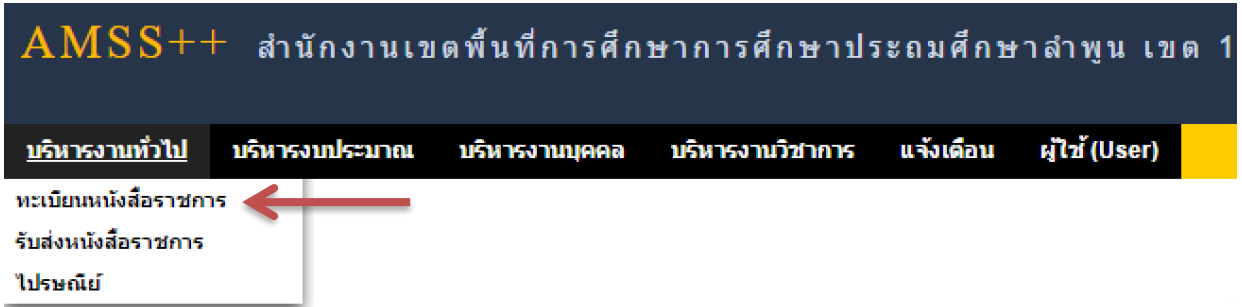 AMSS++ สำนักงานเขตพื้นที่การศึกษาการศึกษาประถมศึกษาลำพูน เขต 1
บริหารงานทั่วไป บริหารงบประมาณ บริหารงานบุคคล บริหารงานวิชาการ แจ้งเตือน ผู้ใช้ (User)
ทะเบียนหนังสือราชการ
รับส่งหนังสือราชการ
ไปรษณีย์